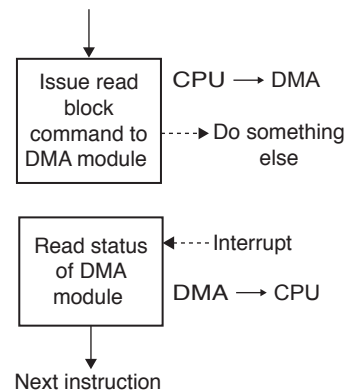 Issue read
block
command to
DMA module
CPU → DMA
Do something
else
Read status
of DMA
module
Interrupt
DMA → CPU
Next instruction